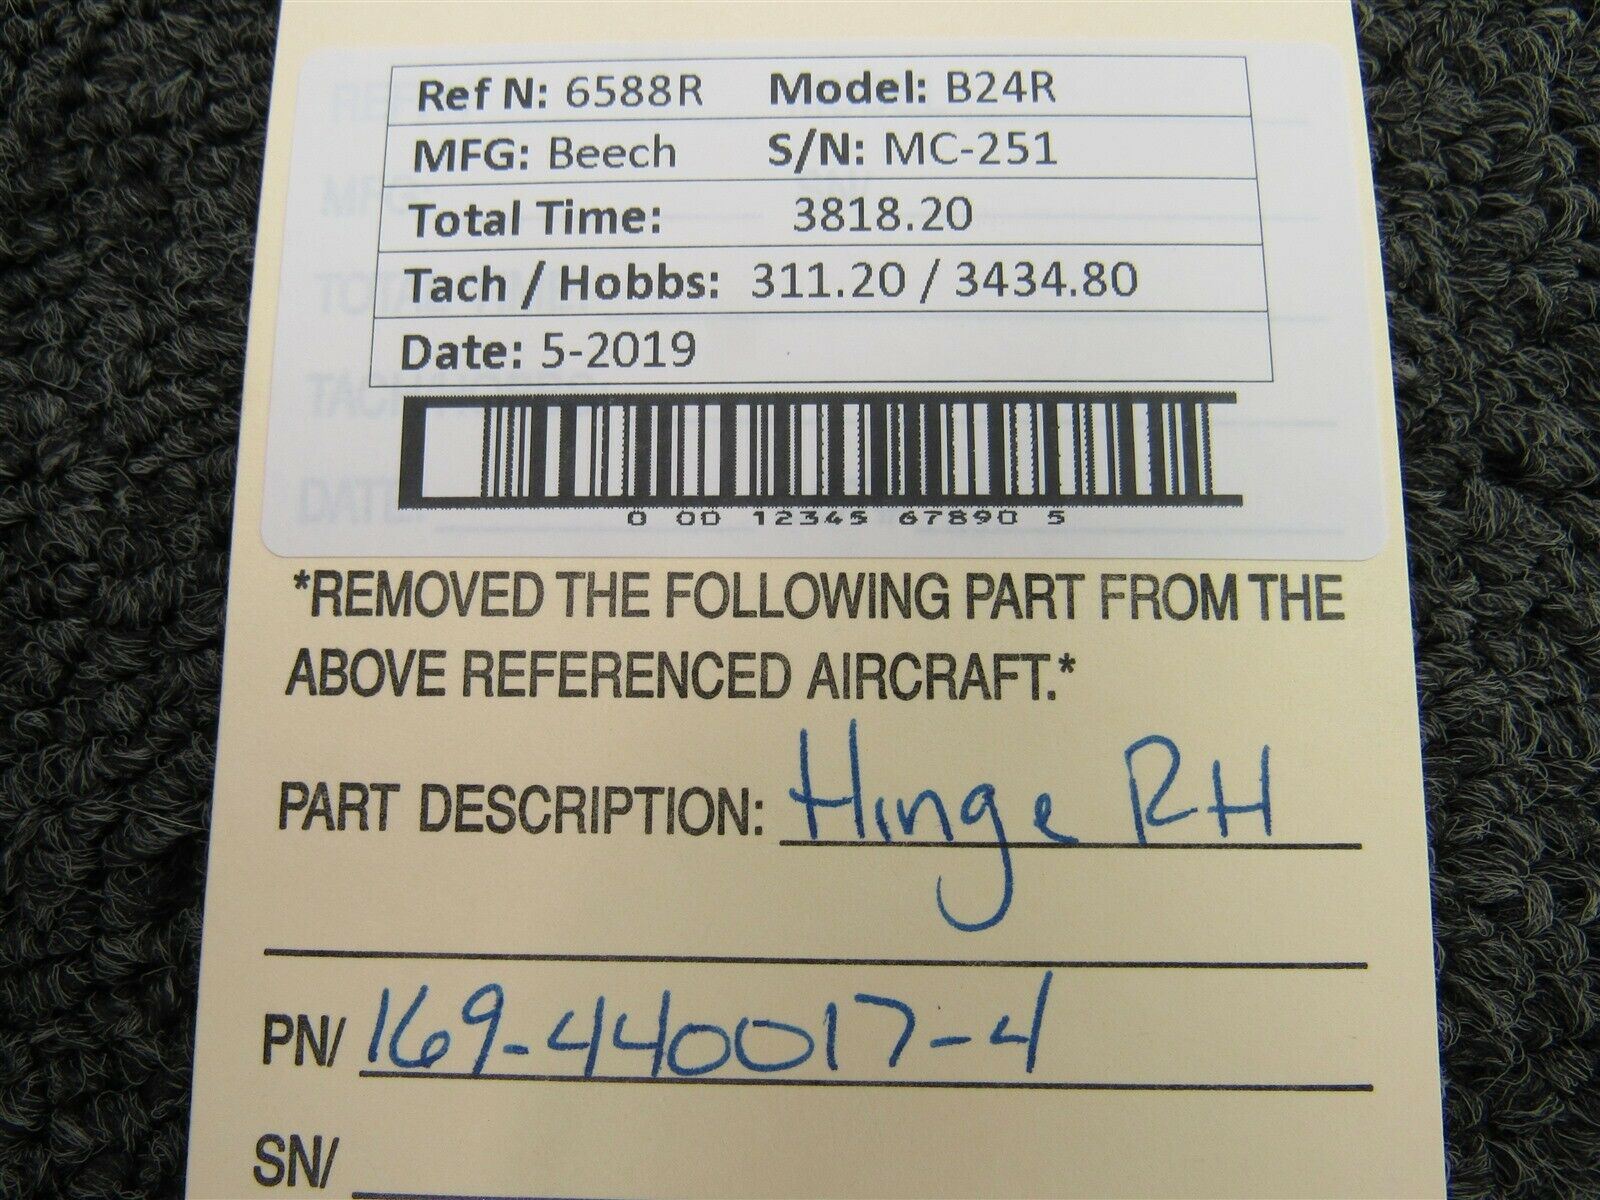 Ref N: 6588R Model: B24R
MFG: Beech S/N: MC-251
Total Time: 3818.20
Tach / Hobbs: 311.20 / 3434.80
Date: 5-2019
0 00 12345 67890 5
*REMOVED THE FOLLOWING PART FROM THE
ABOVE REFERENCED AIRCRAFT.*
PART DESCRIPTION: Hinge RH
PN/ 169-440017-4
SN/